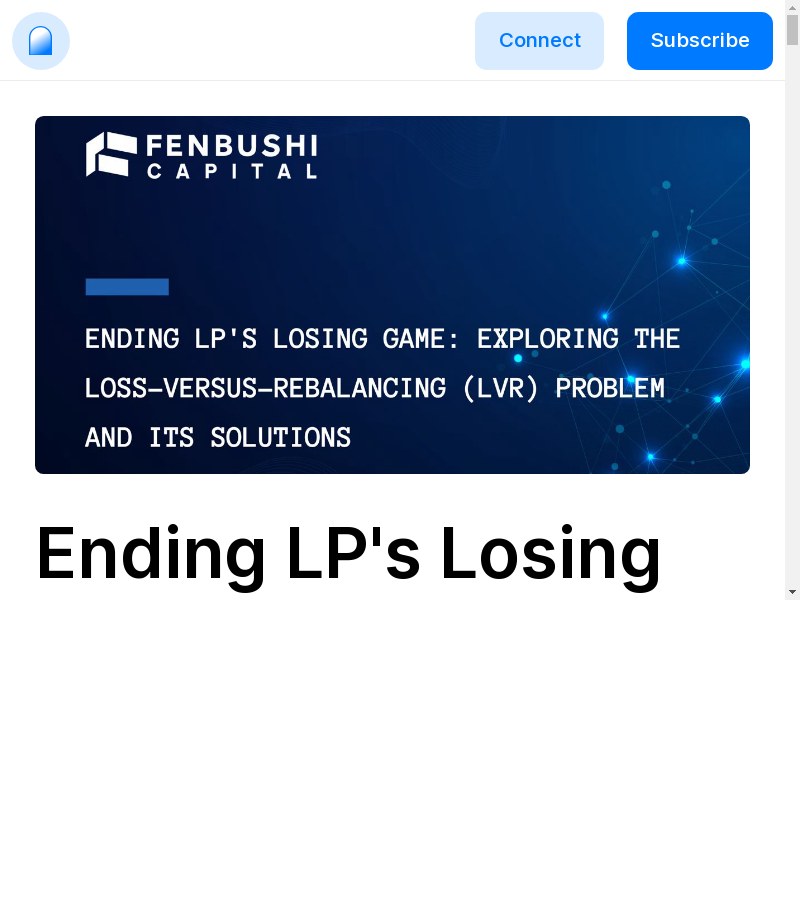 Connect
Subscribe
FENBUSHI
CAPITAL
ENDING LP'S LOSING GAME: EXPLORING THE
LOSS-VERSUS-REBALANCING (LVR) PROBLEM
AND ITS SOLUTIONS
Ending LP's Losing